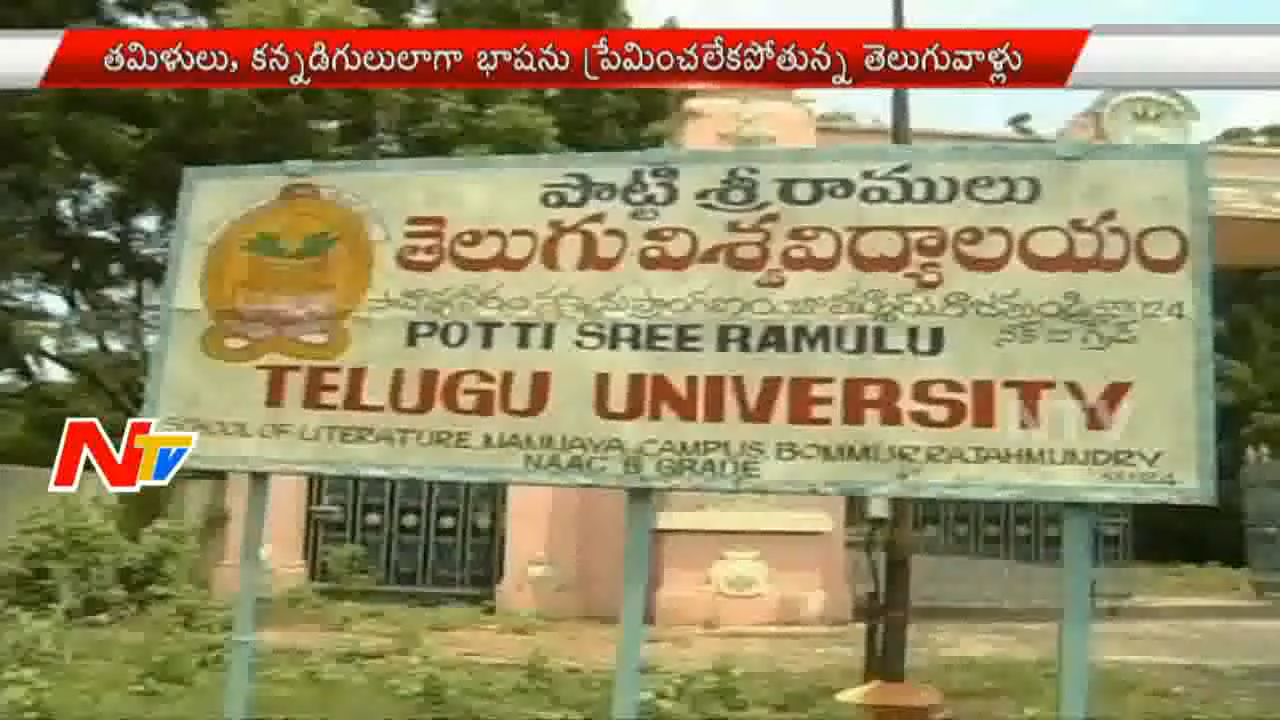 తమిళులు, కన్నడిగులులాగా భాషను ప్రేమించలేకపోతున్న తెలుగువాళ్లు
పొట్టి శ్రీరాములు
తెలుగు విశ్వవిద్యాలయం
POTTI SREE RAMULU
TELUGU UNIVERSITY
SCHOOL OF LITERATURE, NANNAYA CAMPUS RAJAHMUNDRY
NAAC B GRADE
NTV